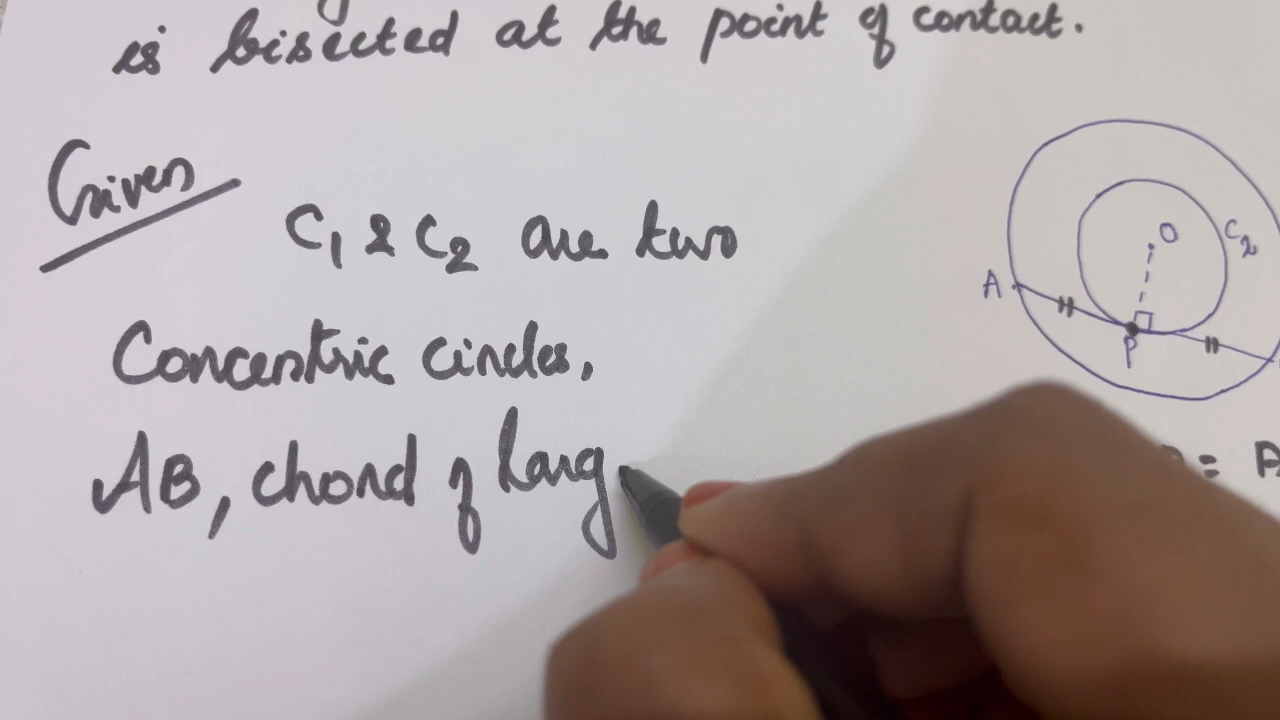 is bisected at the point of contact.
Given
C₁ & C₂ are two
Concentric circles.
AB, chord of larg
O
C₂
A
P
= P